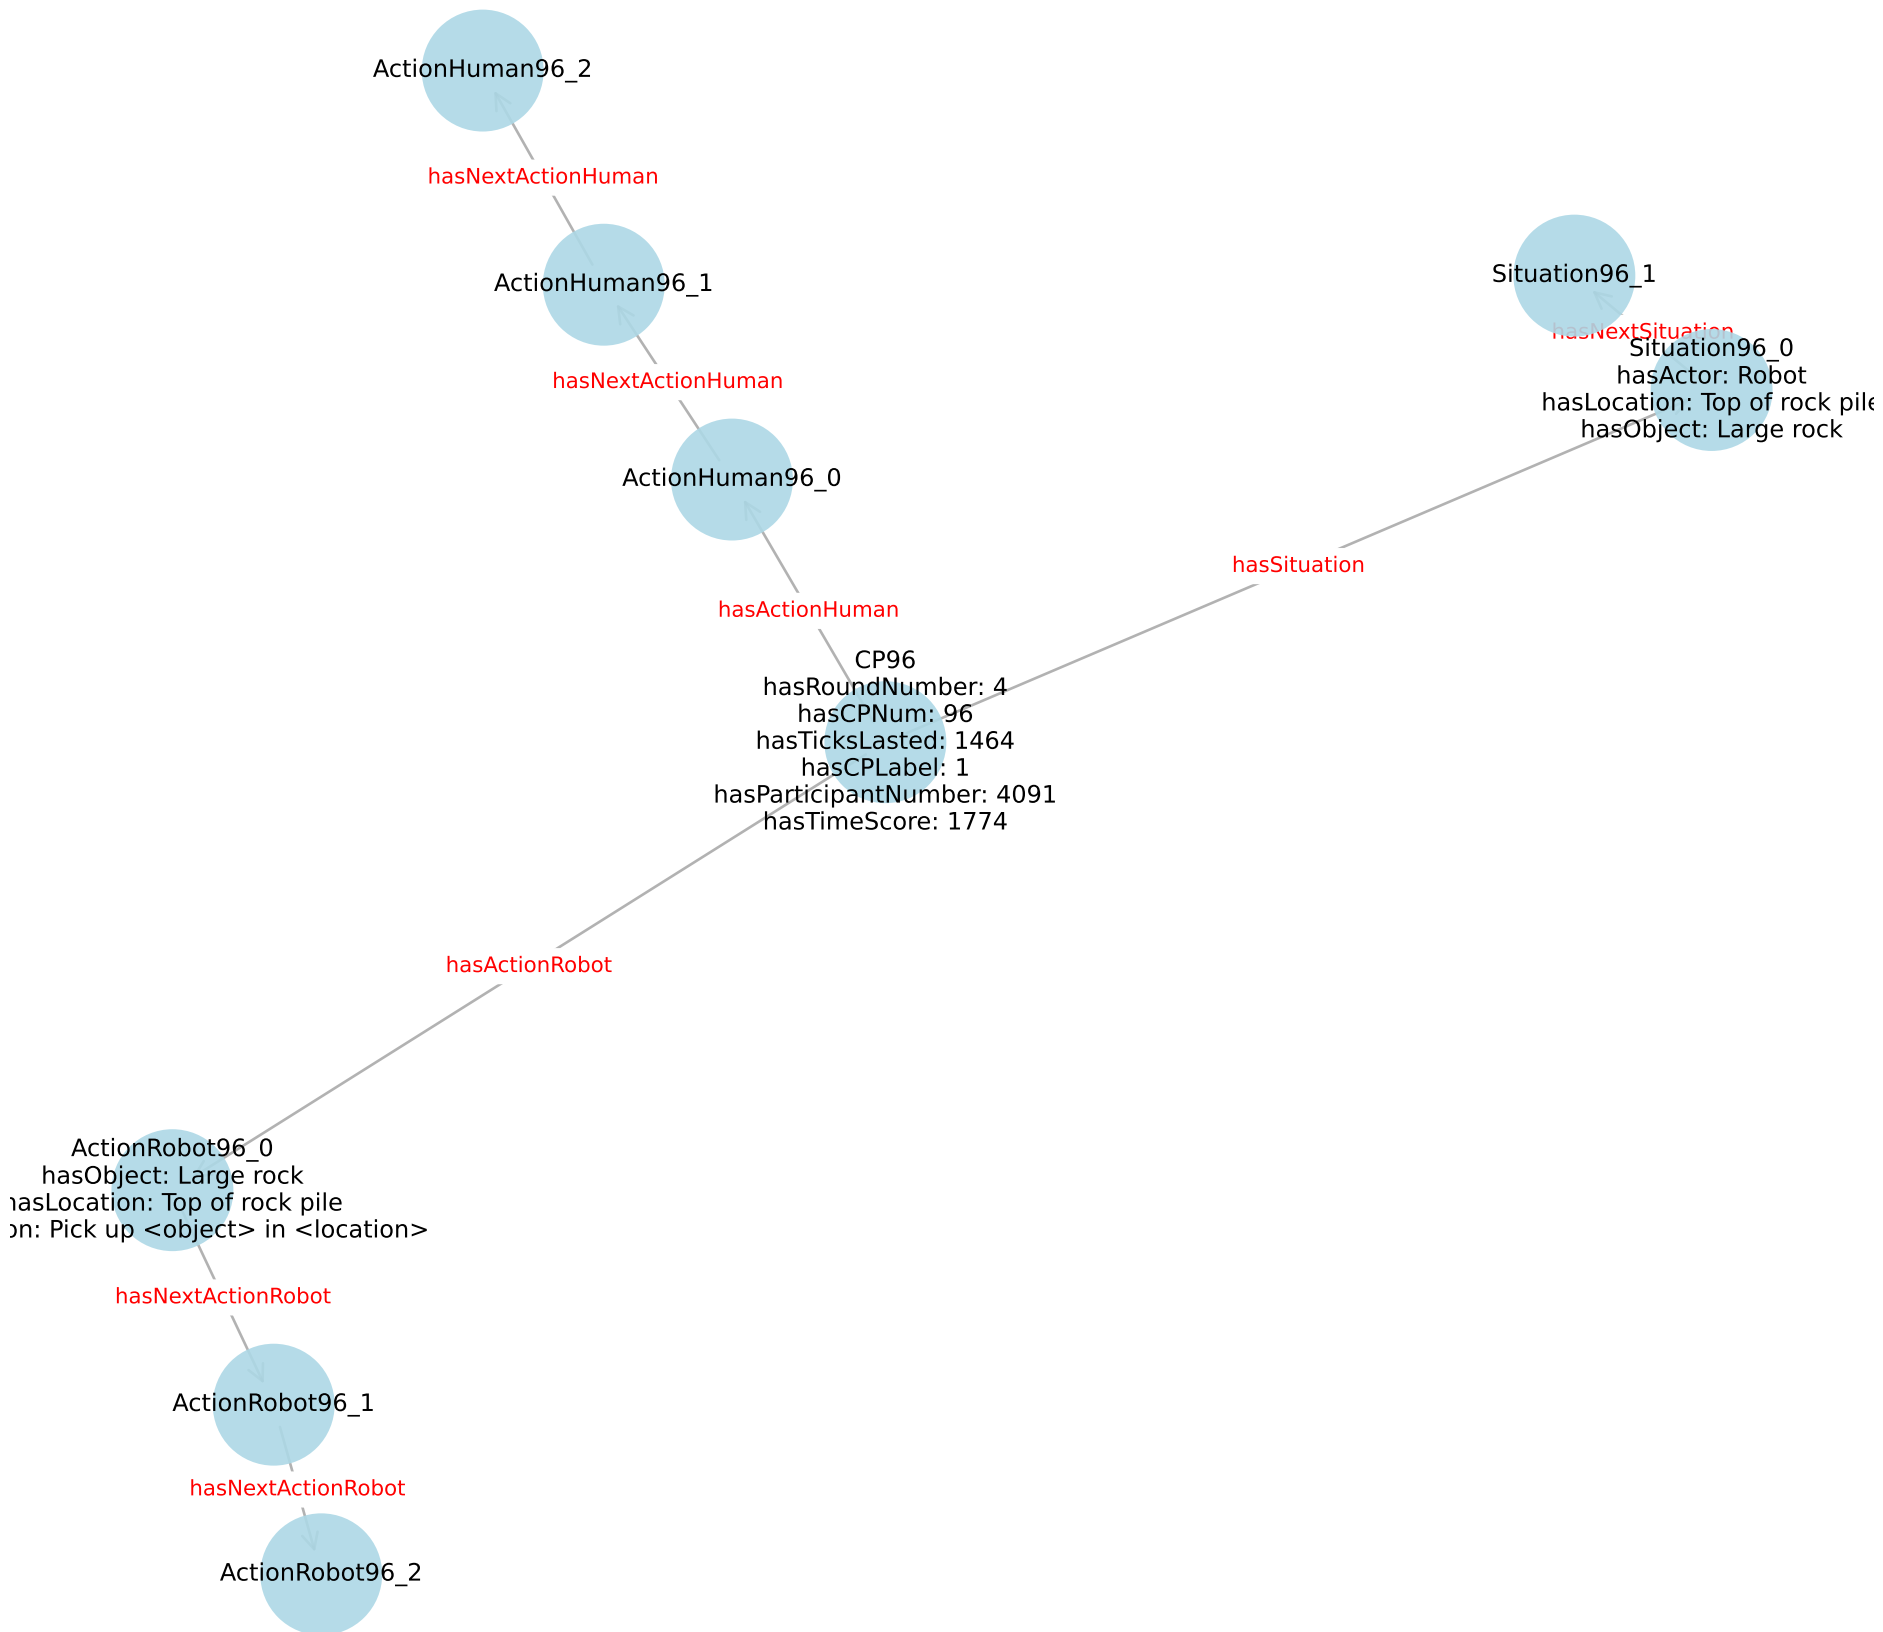 ActionHuman96_2
hasNextActionHuman
ActionHuman96_1
Situation96_1
hasNextSituation
Situation96_0
hasActor: Robot
hasLocation: Top of rock pile
hasObject: Large rock
hasNextActionHuman
ActionHuman96_0
hasSituation
hasActionHuman
CP96
hasRoundNumber: 4
hasCPNum: 96
hasTicksLasted: 1464
hasCPLabel: 1
hasParticipantNumber: 4091
hasTimeScore: 1774
hasActionRobot
ActionRobot96_0
hasObject: Large rock
hasLocation: Top of rock pile
on: Pick up <object> in <location>
hasNextActionRobot
ActionRobot96_1
hasNextActionRobot
ActionRobot96_2